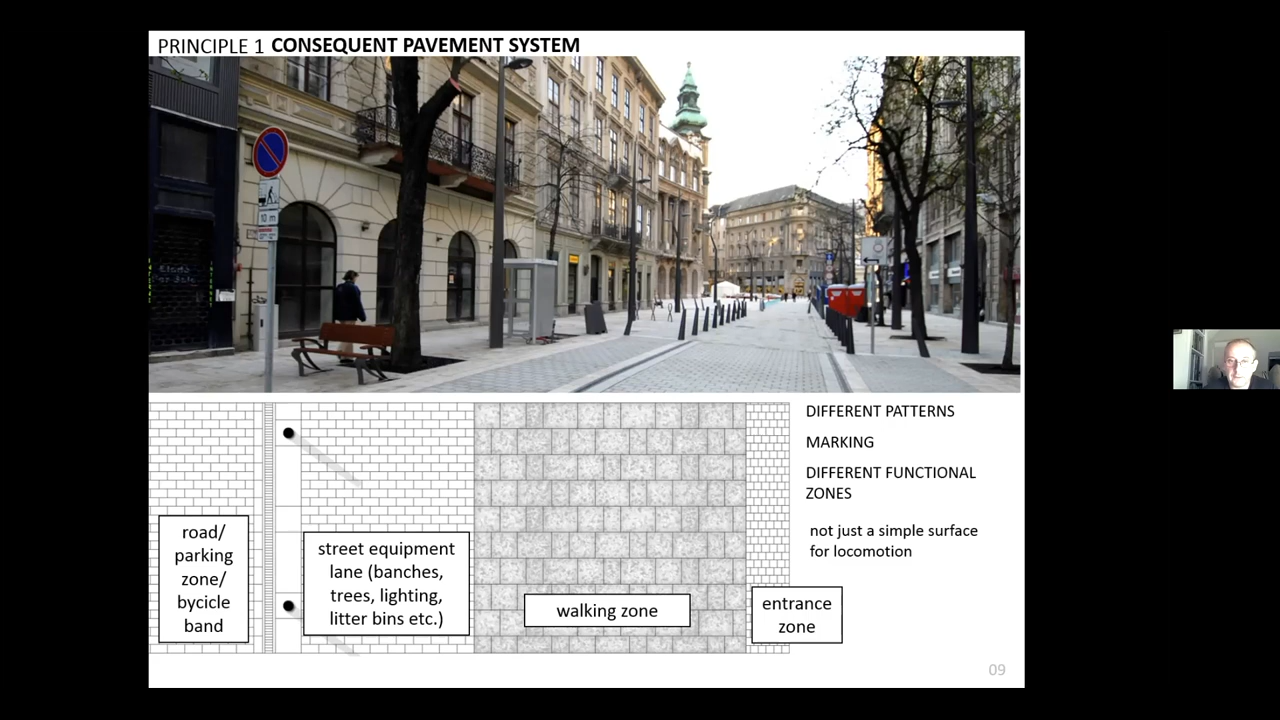 PRINCIPLE 1 CONSEQUENT PAVEMENT SYSTEM
10 m
DIFFERENT PATTERNS
MARKING
DIFFERENT FUNCTIONAL
ZONES
not just a simple surface
for locomotion
road/
parking
zone/
bycicle
band
street equipment
lane (banches,
trees, lighting,
litter bins etc.)
walking zone
entrance
zone
09